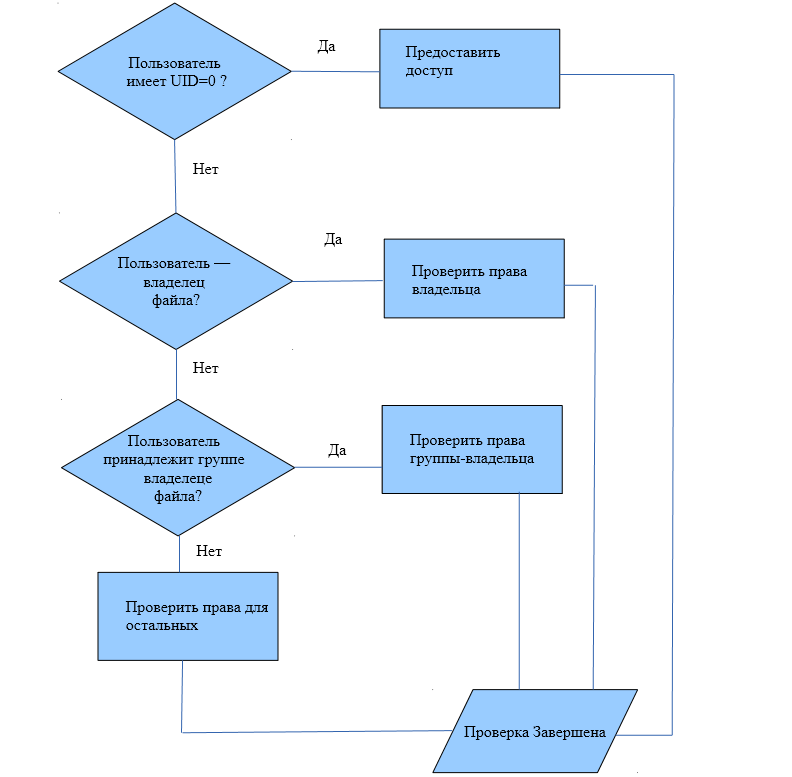 Пользователь
имеет UID=0 ?
Да
Предоставить
доступ
Нет
Пользователь —
владелец
файла?
Да
Проверить права
владельца
Нет
Пользователь
принадлежит группе
владелеце
файла?
Да
Проверить права
группы-владельца
Нет
Проверить права для
остальных
Проверка Завершена